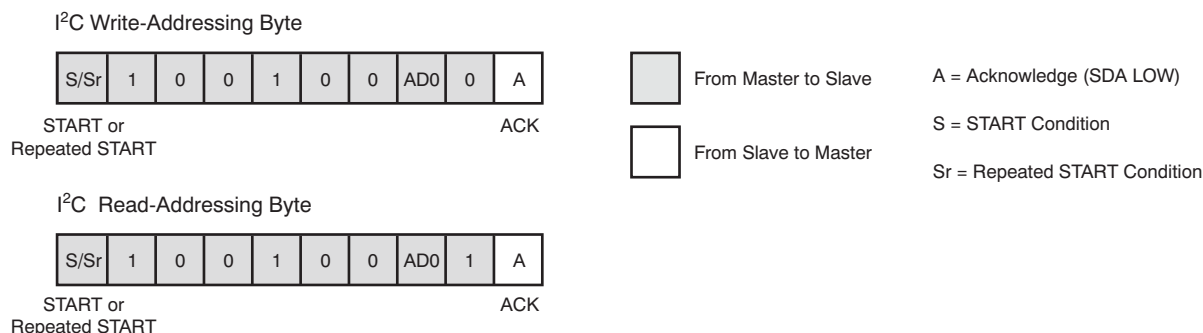 I²C Write-Addressing Byte
S/Sr 1 0 0 1 0 0 AD0 0 A
START or
Repeated START
ACK
I²C Read-Addressing Byte
S/Sr 1 0 0 1 0 0 AD0 1 A
START or
Repeated START
ACK
From Master to Slave
From Slave to Master
A = Acknowledge (SDA LOW)
S = START Condition
Sr = Repeated START Condition